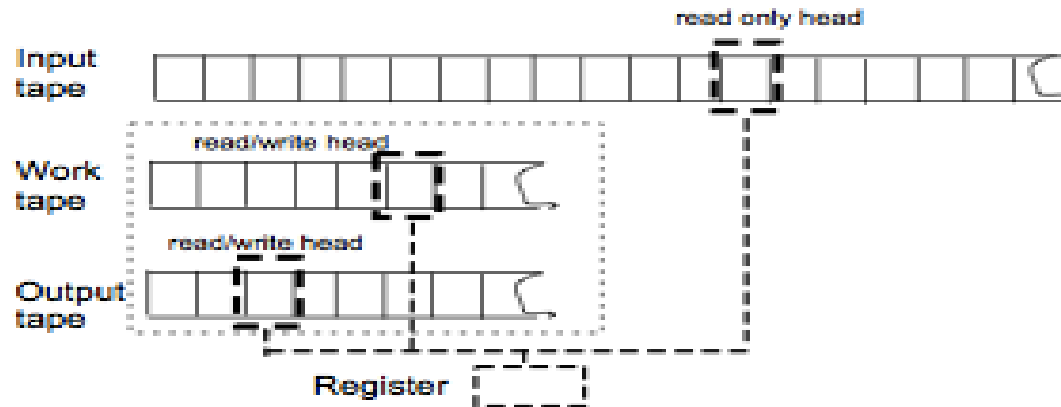 read only head
Input
tape
read/write head
Work
tape
read/write head
Output
tape
Register